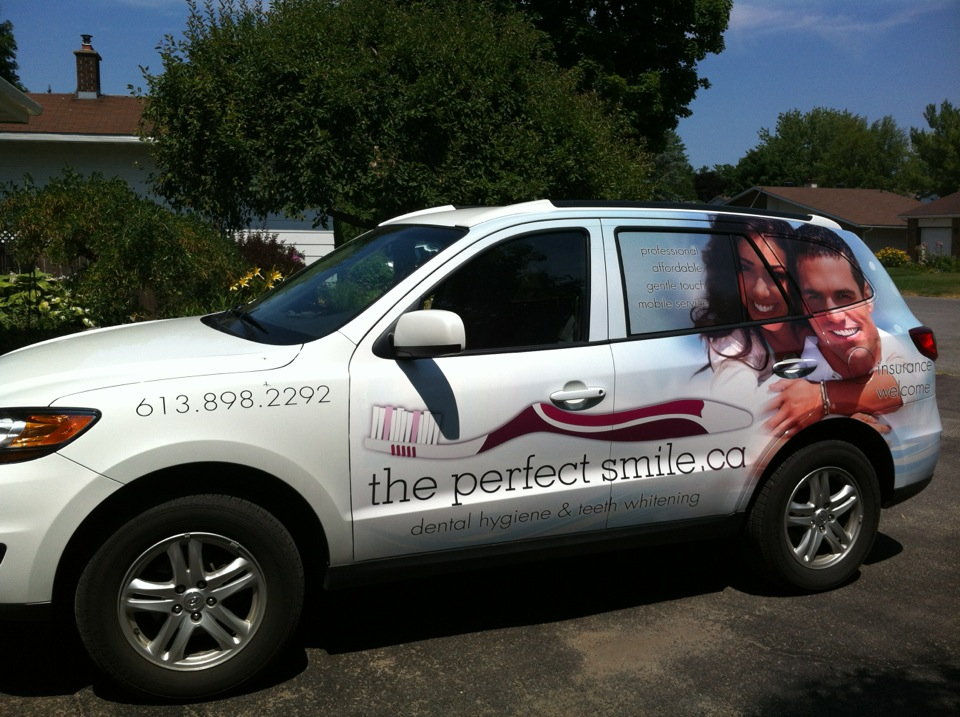 professional
affordable
gentle touch
mobile service
insurance
welcome
613.898.2292
the perfect smile.ca
dental hygiene & teeth whitening